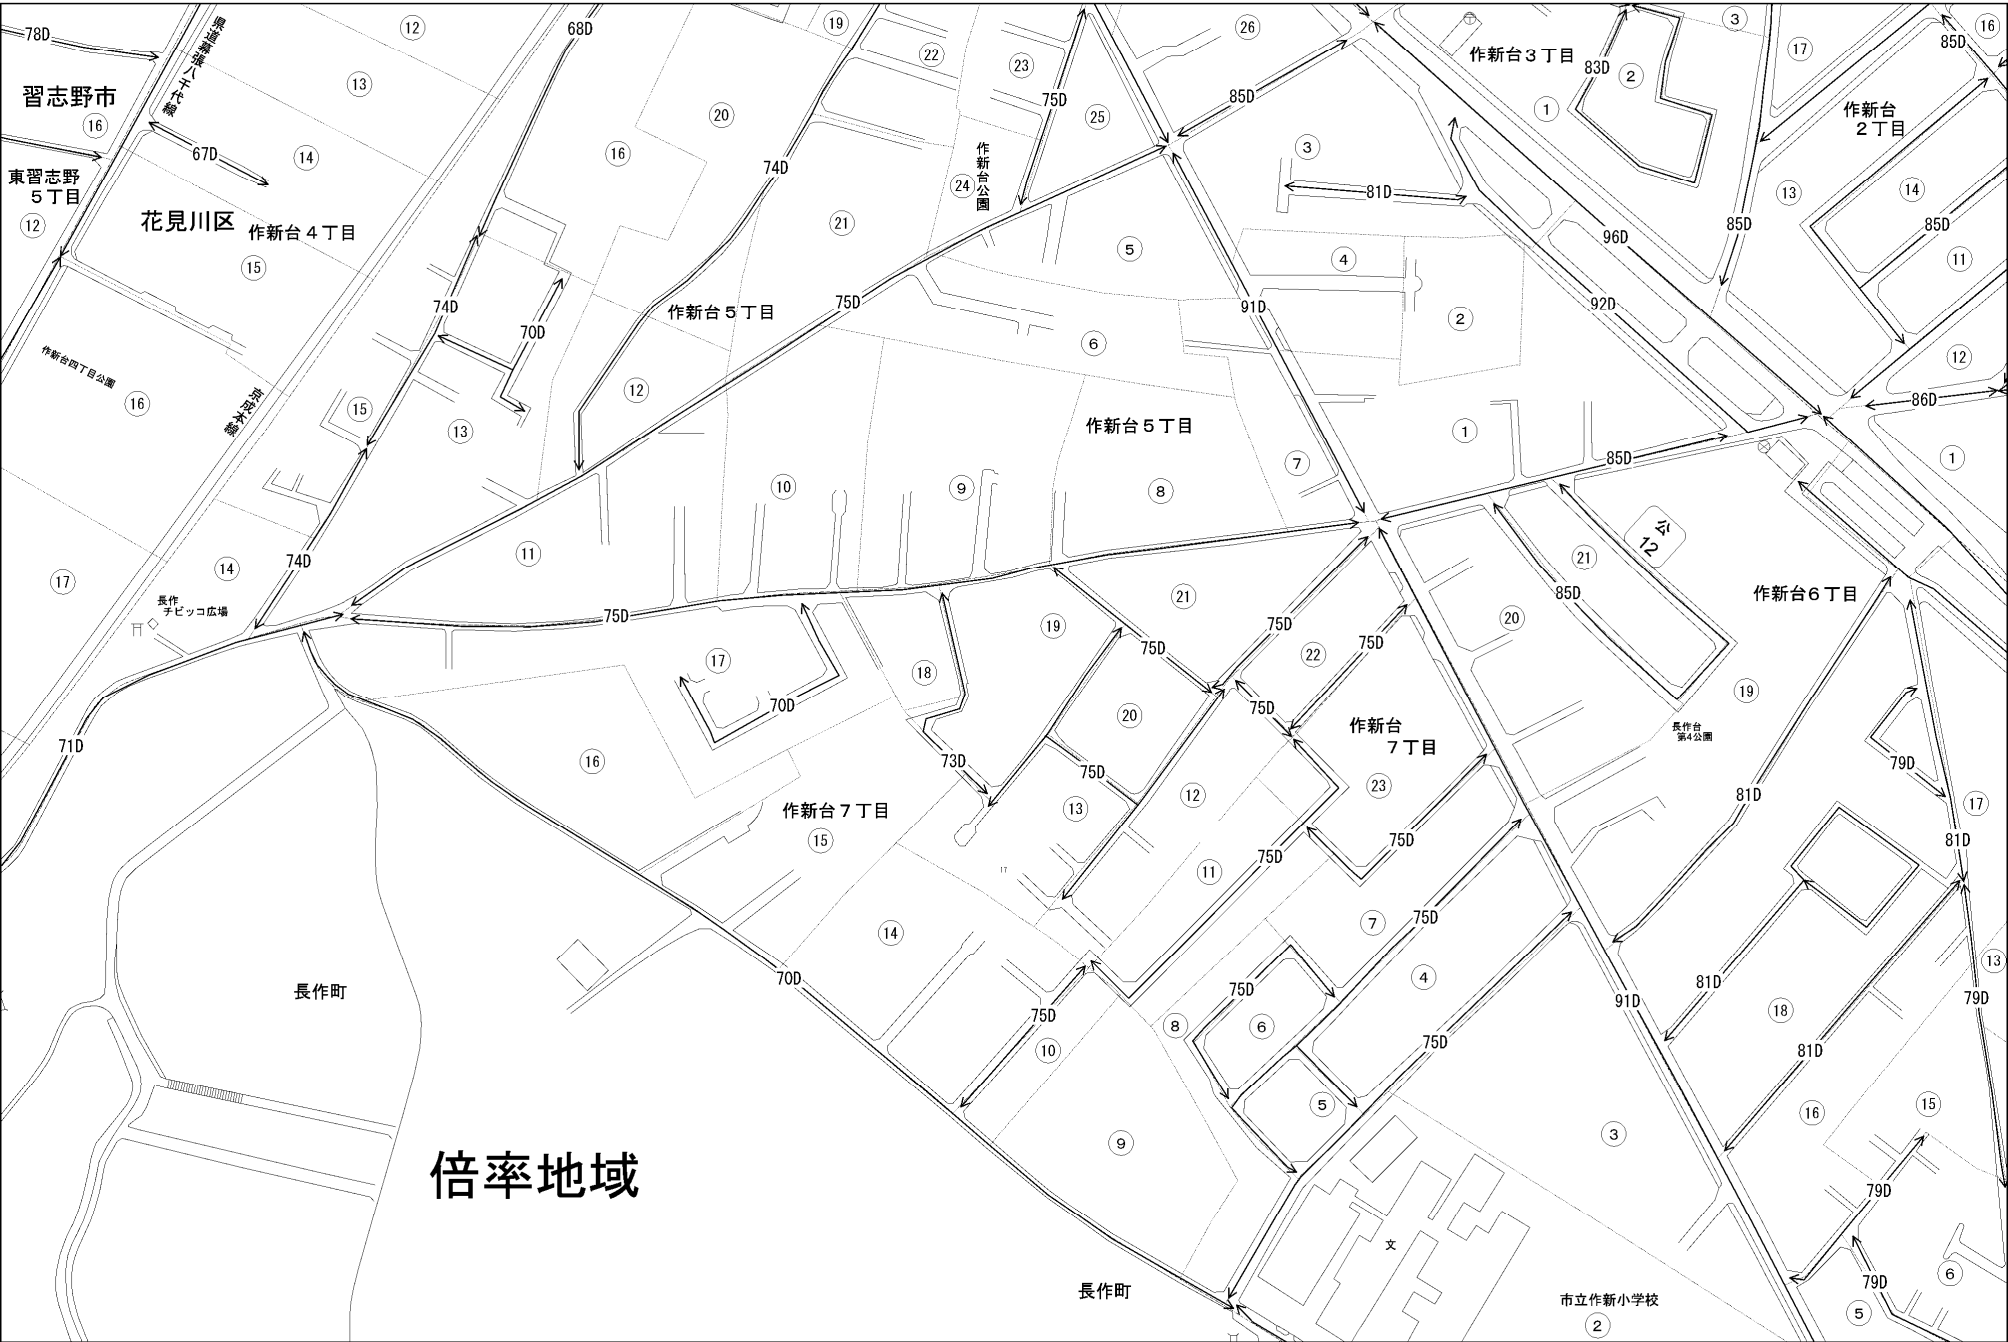 78D
県道幕張八千代線
⑫
68D
⑲
㉒
㉓
㉖
作新台3丁目
③
⑰
85D
⑯
習志野市
⑯
⑬
⑳
75D
㉕
85D
83D
②
①
作新台
2丁目
東習志野
5丁目
⑫
67D
⑭
⑯
74D
作新台公園
㉔
③
81D
⑬
⑭
花見川区
作新台4丁目
⑮
㉑
⑤
④
96D
85D
85D
⑪
74D
70D
作新台5丁目
75D
91D
92D
②
⑥
⑫
作新台四丁目公園
⑯
京成本線
⑮
⑬
⑫
作新台5丁目
①
86D
①
⑦
85D
⑩
⑨
⑧
⑰
⑭
74D
⑪
公
12
㉑
85D
作新台6丁目
長作
チビッコ広場
75D
㉑
75D
⑲
75D
㉒
75D
⑳
⑰
⑱
70D
75D
⑲
71D
⑳
作新台
7丁目
長作台
第4公園
79D
⑯
73D
75D
⑫
㉓
81D
⑰
作新台7丁目
⑮
⑬
75D
75D
81D
17
⑪
⑭
⑦
75D
④
70D
長作町
75D
75D
⑧
⑥
81D
91D
⑱
79D
⑬
⑩
75D
81D
⑤
⑨
③
⑯
⑮
倍率地域
79D
文
長作町
市立作新小学校
②
79D
⑥
⑤